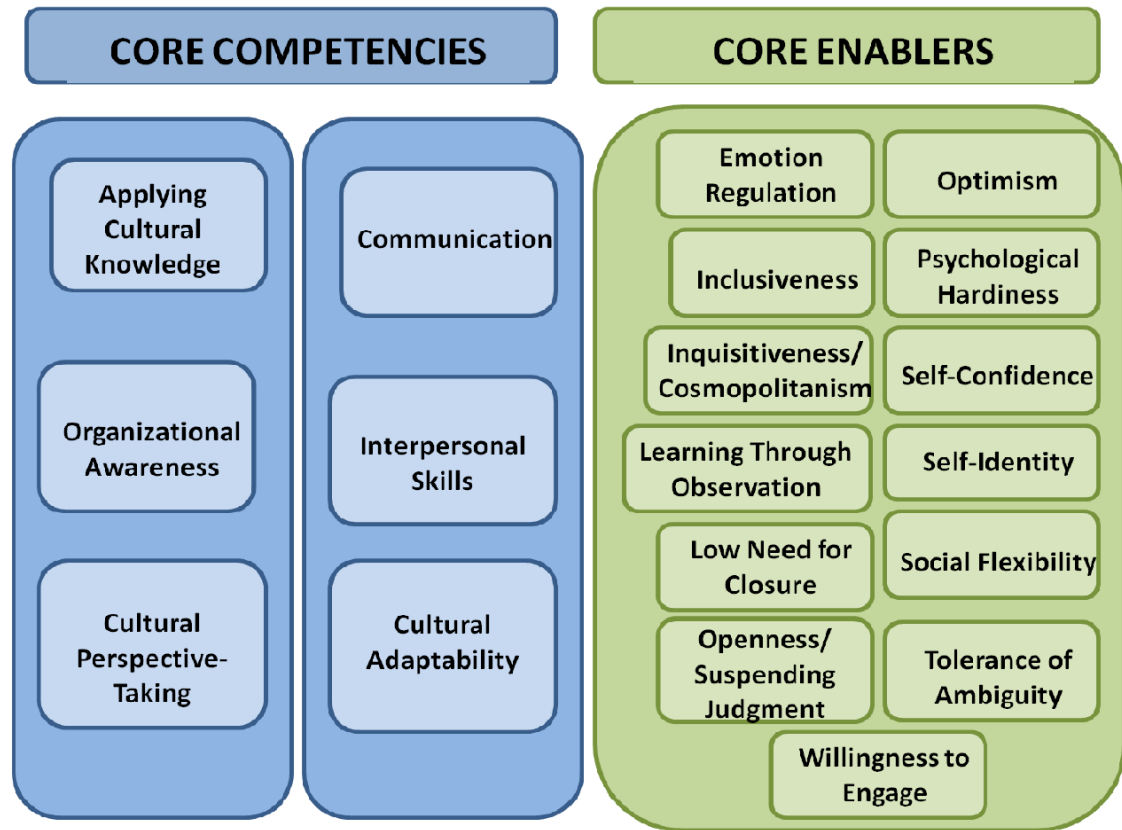 CORE COMPETENCIES
Applying
Cultural
Knowledge
Organizational
Awareness
Cultural
Perspective-
Taking
Communication
Interpersonal
Skills
Cultural
Adaptability
CORE ENABLERS
Emotion
Regulation
Optimism
Inclusiveness
Psychological
Hardiness
Inquisitiveness/
Cosmopolitanism
Self-Confidence
Learning Through
Observation
Self-Identity
Low Need for
Closure
Social Flexibility
Openness/
Suspending
Judgment
Tolerance of
Ambiguity
Willingness to
Engage